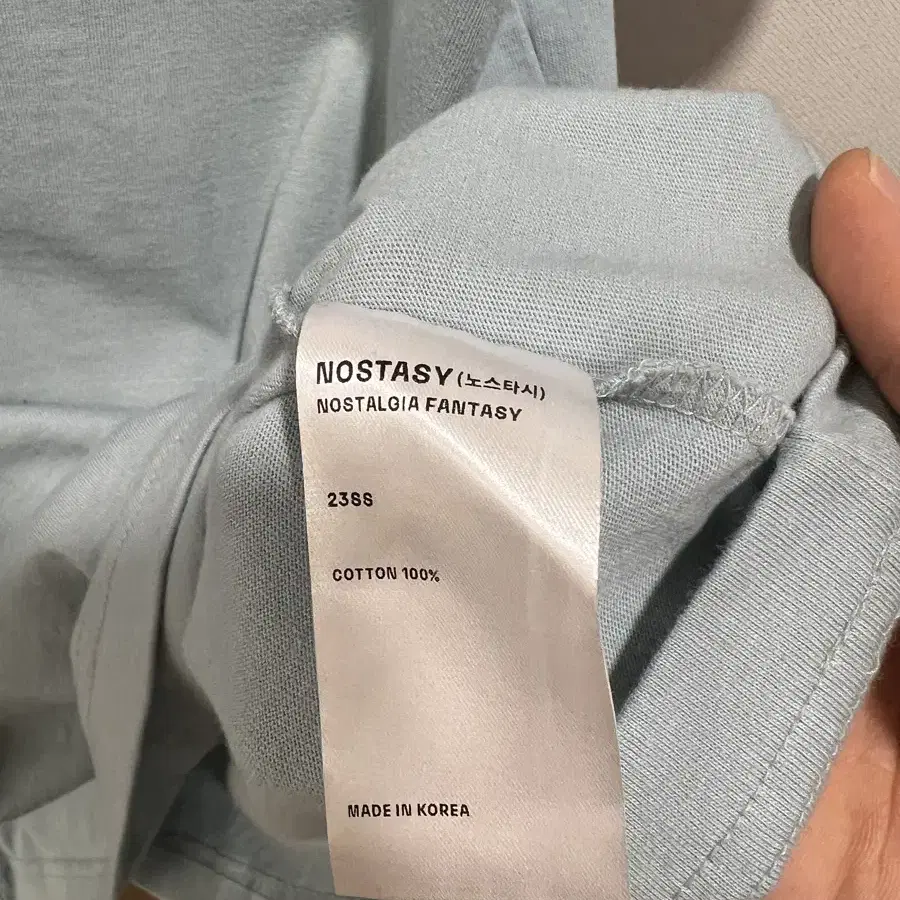 NOSTASY (노스타시)
NOSTALGIA FANTASY
23SS
COTTON 100%
MADE IN KOREA